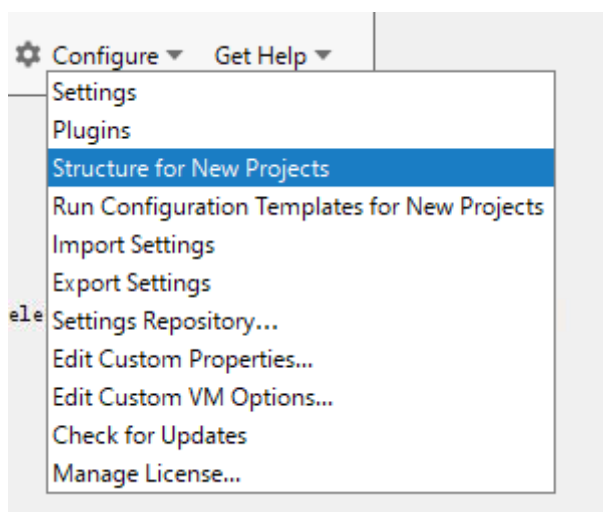 Configure Get Help
Settings
Plugins
Structure for New Projects
Run Configuration Templates for New Projects
Import Settings
Export Settings
ele
Settings Repository...
Edit Custom Properties...
Edit Custom VM Options...
Check for Updates
Manage License...